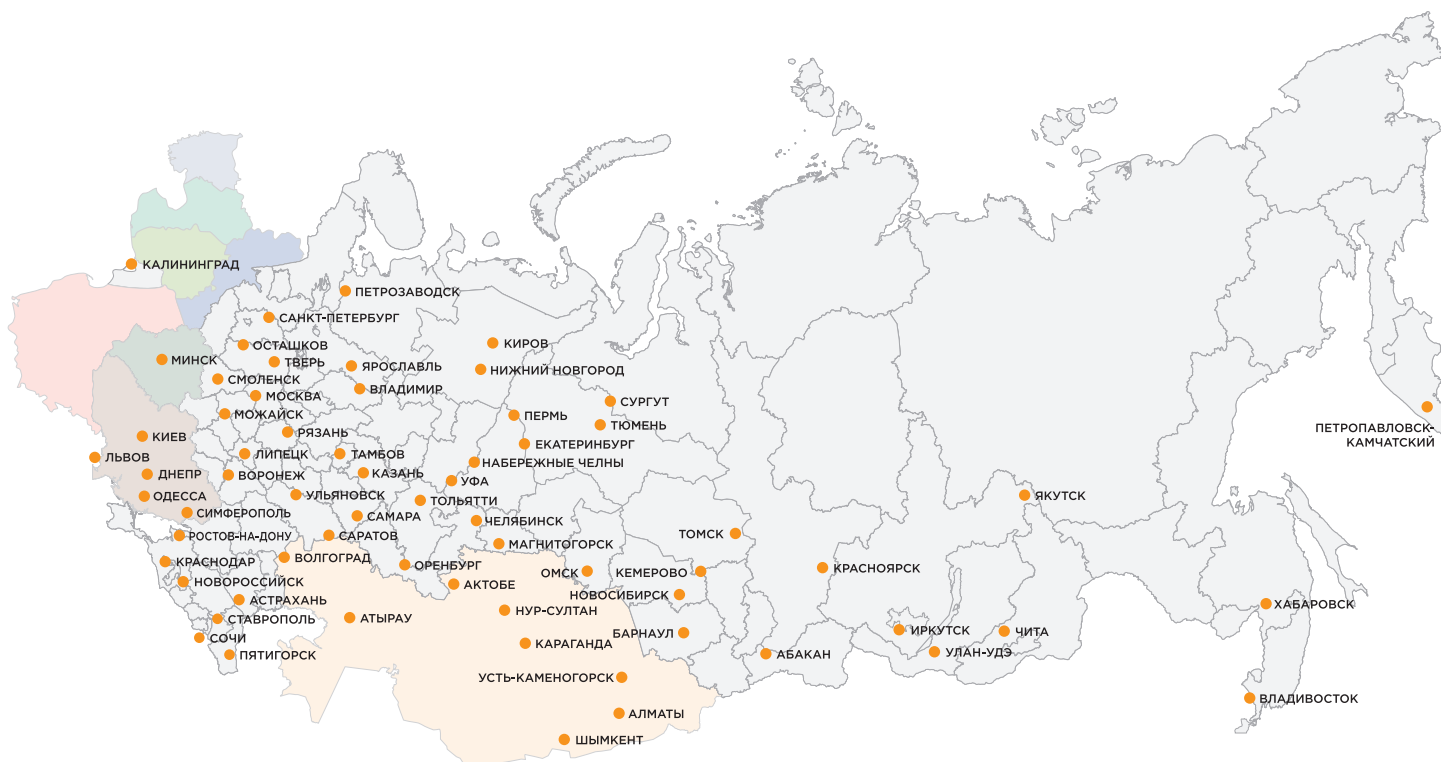 КАЛИНИНГРАД
ПЕТРОЗАВОДСК
САНКТ-ПЕТЕРБУРГ
ОСТАШКОВ
КИРОВ
МИНСК
ТВЕРЬ
ЯРОСЛАВЛЬ
НИЖНИЙ НОВГОРОД
СМОЛЕНСК
ВЛАДИМИР
МОСКВА
СУРГУТ
МОЖАЙСК
ПЕРМЬ
ТЮМЕНЬ
ПЕТРОПАВЛОВСК-
КАМЧАТСКИЙ
КИЕВ
РЯЗАНЬ
ЕКАТЕРИНБУРГ
ЛЬВОВ
ЛИПЕЦК
ТАМБОВ
НАБЕРЕЖНЫЕ ЧЕЛНЫ
ДНЕПР
ВОРОНЕЖ
КАЗАНЬ
УФА
ОДЕССА
УЛЬЯНОВСК
ТОЛЬЯТТИ
ЯКУТСК
СИМФЕРОПОЛЬ
САМАРА
ЧЕЛЯБИНСК
РОСТОВ-НА-ДОНУ
САРАТОВ
МАГНИТОГОРСК
ТОМСК
КРАСНОДАР
ВОЛГОГРАД
ОРЕНБУРГ
ОМСК
КЕМЕРОВО
КРАСНОЯРСК
НОВОРОССИЙСК
АКТОБЕ
НОВОСИБИРСК
АСТРАХАНЬ
НУР-СУЛТАН
ХАБАРОВСК
СТАВРОПОЛЬ
АТЫРАУ
БАРНАУЛ
ИРКУТСК
ЧИТА
СОЧИ
КАРАГАНДА
ПЯТИГОРСК
АБАКАН
УЛАН-УДЭ
УСТЬ-КАМЕНОГОРСК
ВЛАДИВОСТОК
АЛМАТЫ
ШЫМКЕНТ